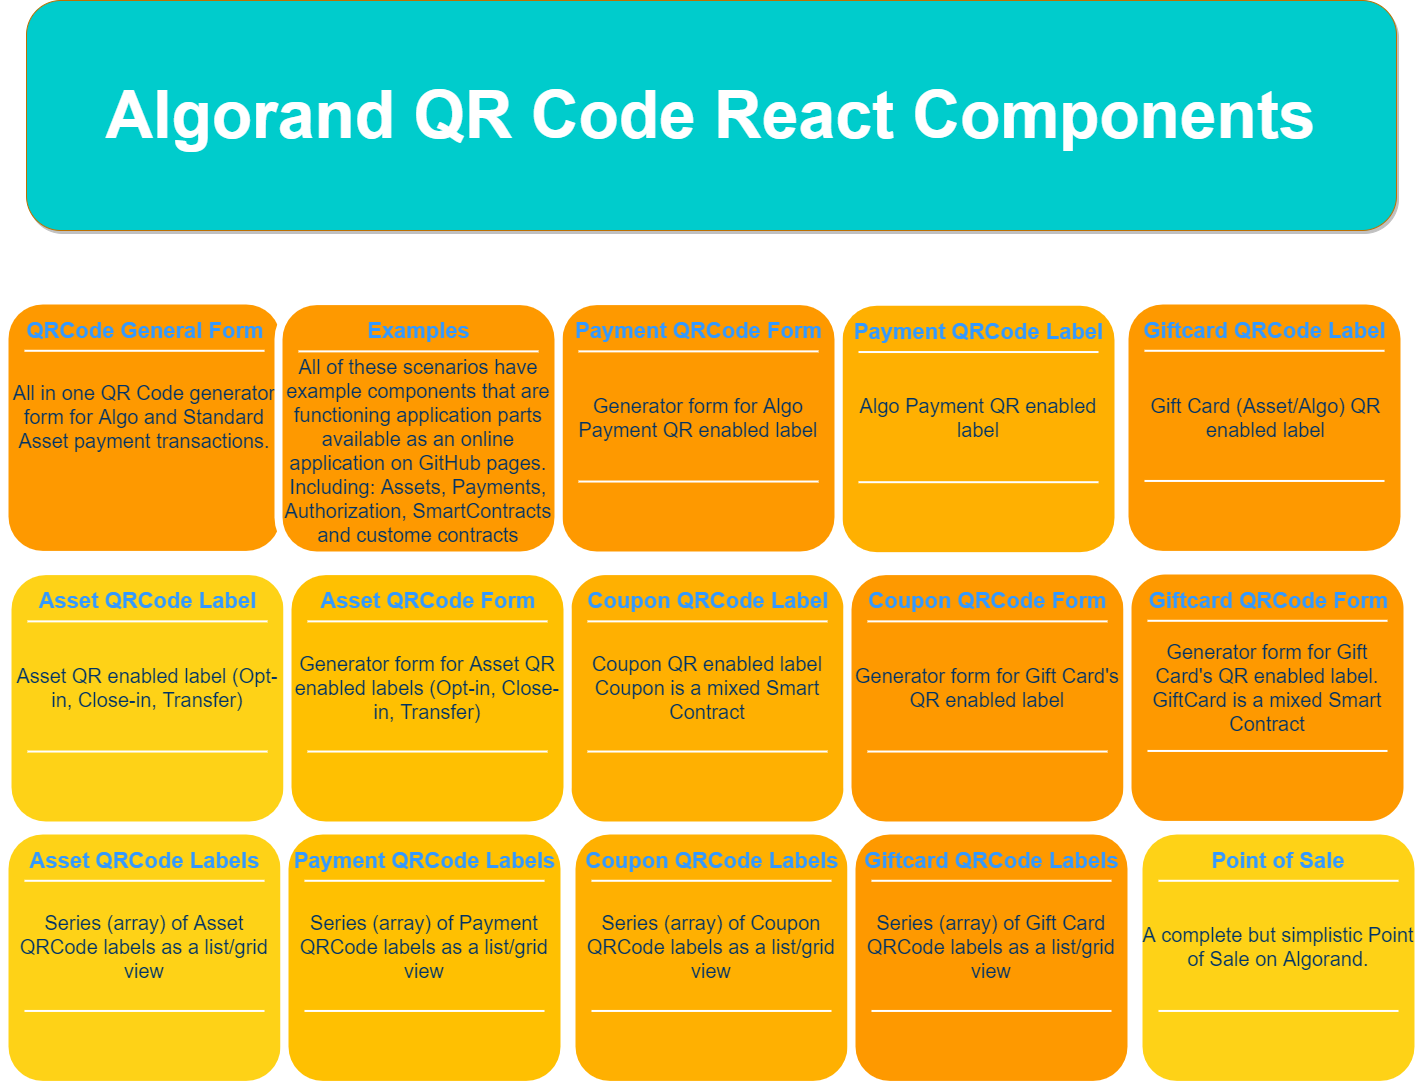 Algorand QR Code React Components
QRCode General Form
All in one QR Code generator
form for Algo and Standard
Asset payment transactions.
Examples
All of these scenarios have
example components that are
functioning application parts
available as an online
application on GitHub pages.
Including: Assets, Payments,
Authorization, SmartContracts
and custome contracts
Payment QRCode Form
Generator form for Algo
Payment QR enabled label
Payment QRCode Label
Algo Payment QR enabled
label
Giftcard QRCode Label
Gift Card (Asset/Algo) QR
enabled label
Asset QRCode Label
Asset QR enabled label (Opt-
in, Close-in, Transfer)
Asset QRCode Form
Generator form for Asset QR
enabled labels (Opt-in, Close-
in, Transfer)
Coupon QRCode Label
Coupon QR enabled label
Coupon is a mixed Smart
Contract
Coupon QRCode Form
Generator form for Gift Card's
QR enabled label
Giftcard QRCode Form
Generator form for Gift
Card's QR enabled label.
GiftCard is a mixed Smart
Contract
Asset QRCode Labels
Series (array) of Asset
QRCode labels as a list/grid
view
Payment QRCode Labels
Series (array) of Payment
QRCode labels as a list/grid
view
Coupon QRCode Labels
Series (array) of Coupon
QRCode labels as a list/grid
view
Giftcard QRCode Labels
Series (array) of Gift Card
QRCode labels as a list/grid
view
Point of Sale
A complete but simplistic Point
of Sale on Algorand.